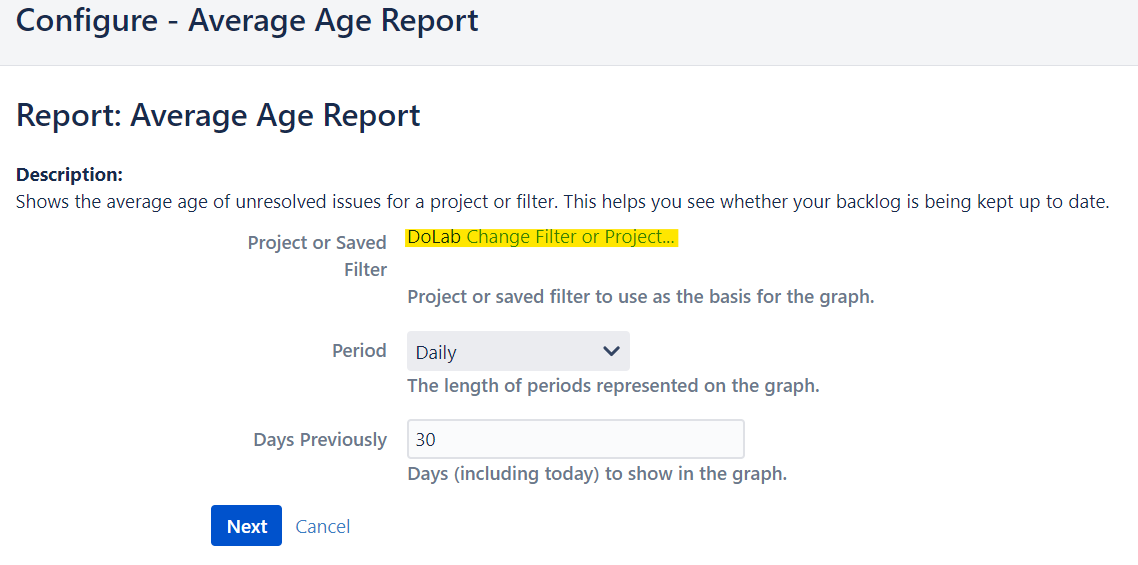 Configure - Average Age Report
Report: Average Age Report
Description:
Shows the average age of unresolved issues for a project or filter. This helps you see whether your backlog is being kept up to date.
Project or Saved Filter
DoLab Change Filter or Project...
Project or saved filter to use as the basis for the graph.
Period
Daily
The length of periods represented on the graph.
Days Previously
30
Days (including today) to show in the graph.
Next Cancel